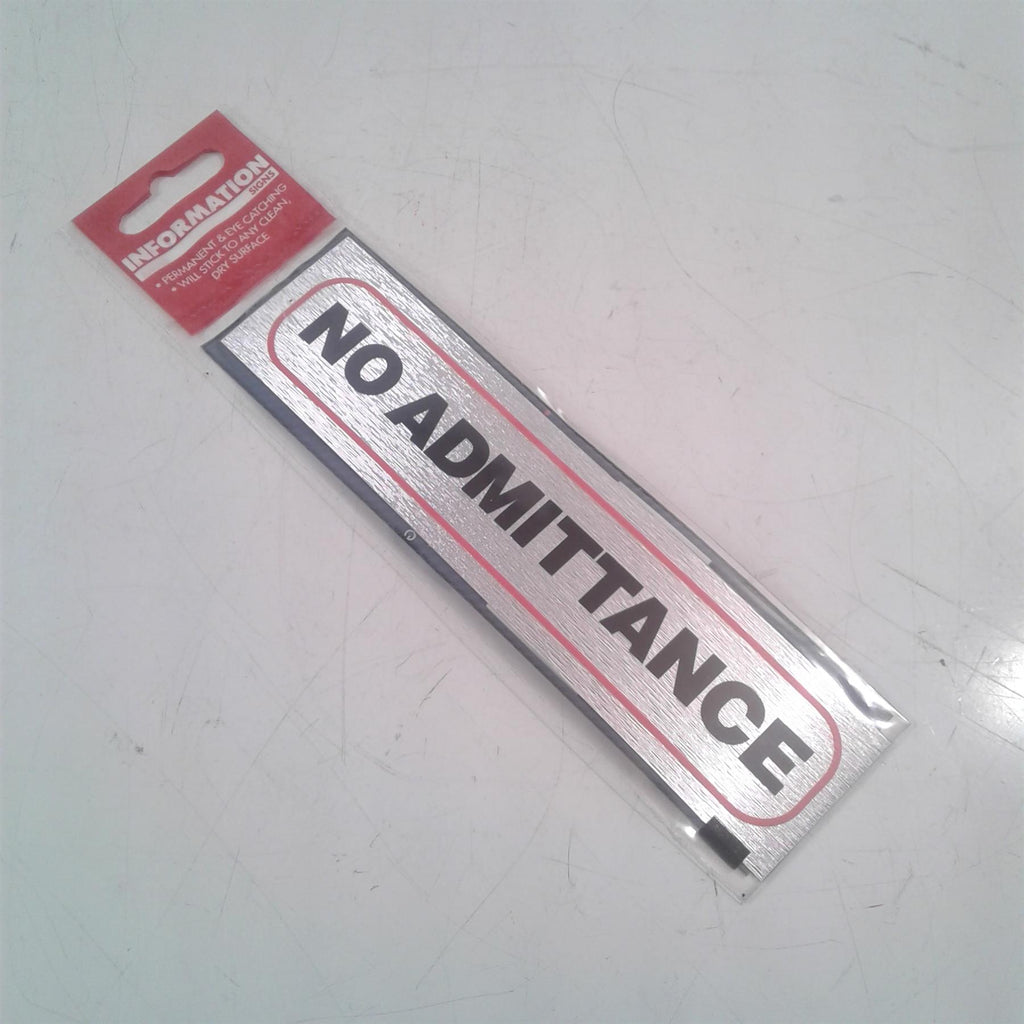 INFORMATION
SIGNS
• PERMANENT & EYE CATCHING
• WILL STICK TO ANY CLEAN,
DRY SURFACE
NO ADMITTANCE